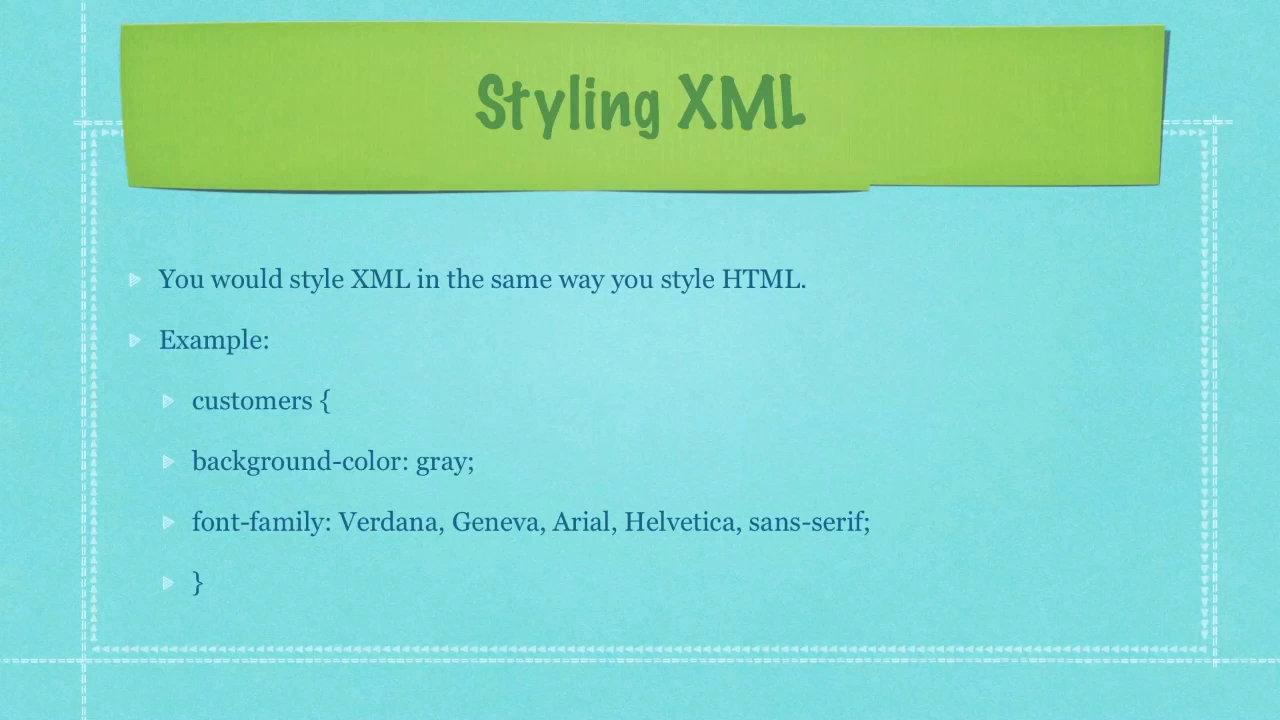 Styling XML
You would style XML in the same way you style HTML.
Example:
customers {
background-color: gray;
font-family: Verdana, Geneva, Arial, Helvetica, sans-serif;
}